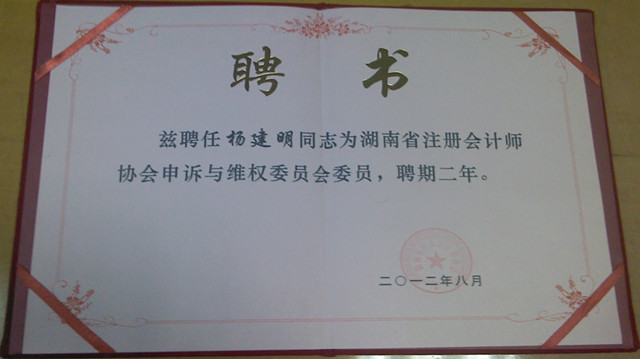 聘书
兹聘任杨建明同志为湖南省注册会计师
协会申诉与维权委员会委员，聘期二年。
二〇一二年八月